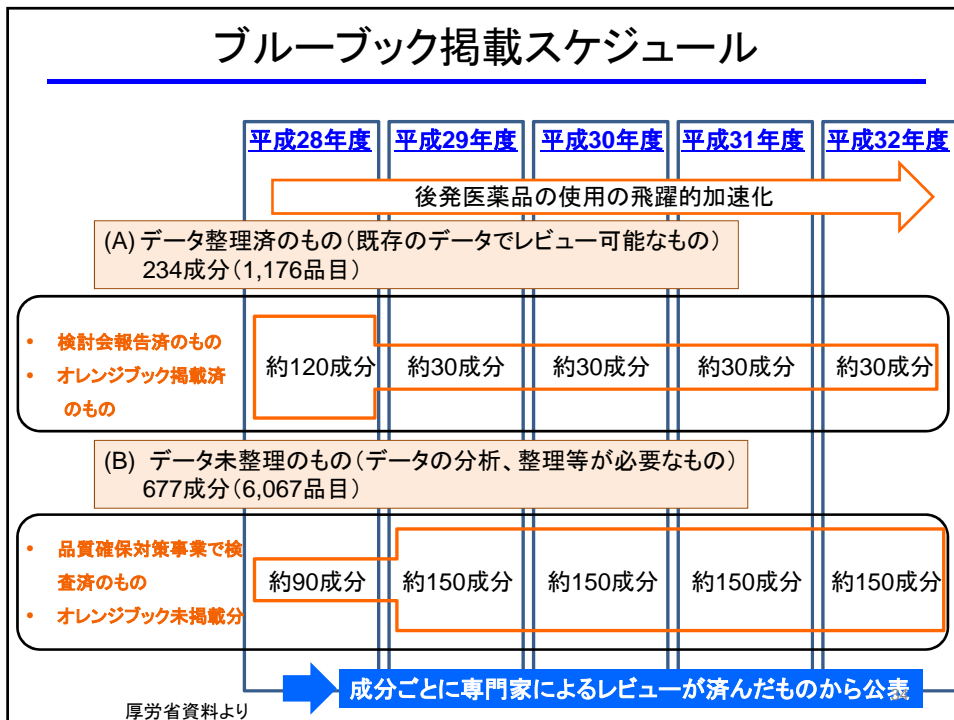 ブルーブック掲載スケジュール
平成28年度 平成29年度 平成30年度 平成31年度 平成32年度
後発医薬品の使用の飛躍的加速化
(A) データ整理済のもの(既存のデータでレビュー可能なもの)
234成分(1,176品目)
• 検討会報告済のもの
• オレンジブック掲載済
のもの
約120成分 約30成分 約30成分 約30成分 約30成分
(B) データ未整理のもの(データの分析、整理等が必要なもの)
677成分(6,067品目)
• 品質確保対策事業で検
査済のもの
• オレンジブック未掲載分
約90成分 約150成分 約150成分 約150成分 約150成分
成分ごとに専門家によるレビューが済んだものから公表
厚労省資料より